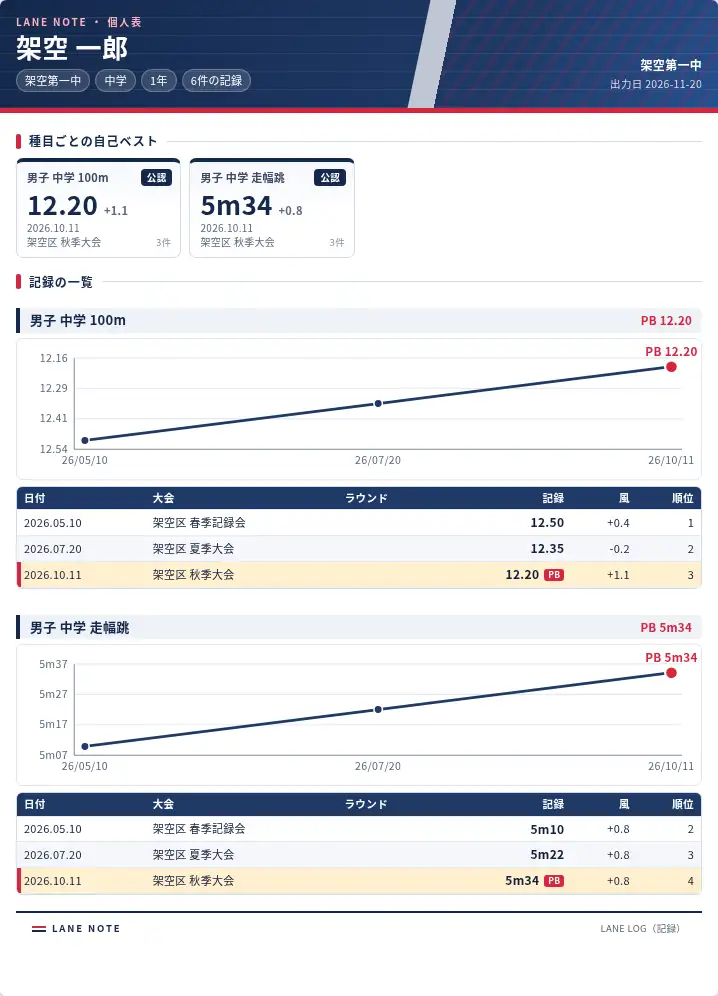 LANE NOTE ・ 個人表
架空 一郎
架空第一中 中学 1年 6件の記録
架空第一中
出力日 2026-11-20
種目ごとの自己ベスト
男子 中学 100m 公認
12.20 +1.1
2026.10.11
架空区 秋季大会 3件
男子 中学 走幅跳 公認
5m34 +0.8
2026.10.11
架空区 秋季大会 3件
記録の一覧
男子 中学 100m PB 12.20
PB 12.20
12.16
12.29
12.41
12.54
26/05/10 26/07/20 26/10/11
日付 大会 ラウンド 記録 風 順位
2026.05.10 架空区 春季記録会 12.50 +0.4 1
2026.07.20 架空区 夏季大会 12.35 -0.2 2
2026.10.11 架空区 秋季大会 12.20 PB +1.1 3
男子 中学 走幅跳 PB 5m34
PB 5m34
5m37
5m27
5m17
5m07
26/05/10 26/07/20 26/10/11
日付 大会 ラウンド 記録 風 順位
2026.05.10 架空区 春季記録会 5m10 +0.8 2
2026.07.20 架空区 夏季大会 5m22 +0.8 3
2026.10.11 架空区 秋季大会 5m34 PB +0.8 4
LANE NOTE LANE LOG（記録）